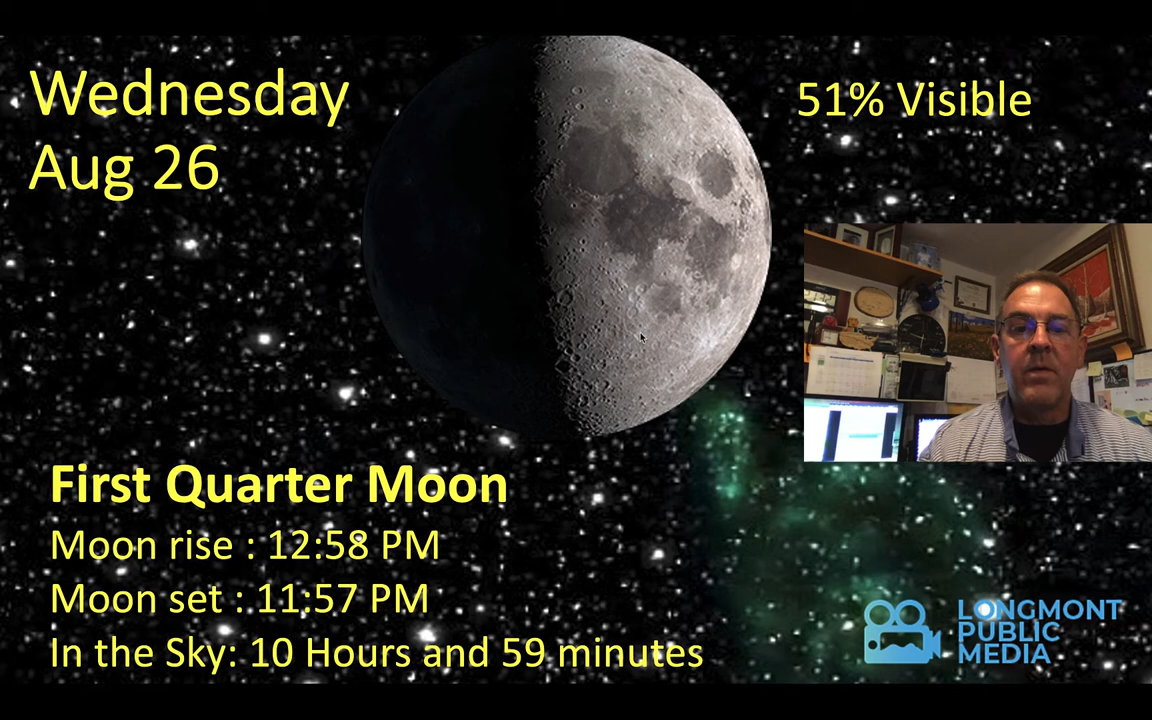 Wednesday
Aug 26
51% Visible
First Quarter Moon
Moon rise : 12:58 PM
Moon set : 11:57 PM
In the Sky: 10 Hours and 59 minutes
LONGMONT
PUBLIC
MEDIA